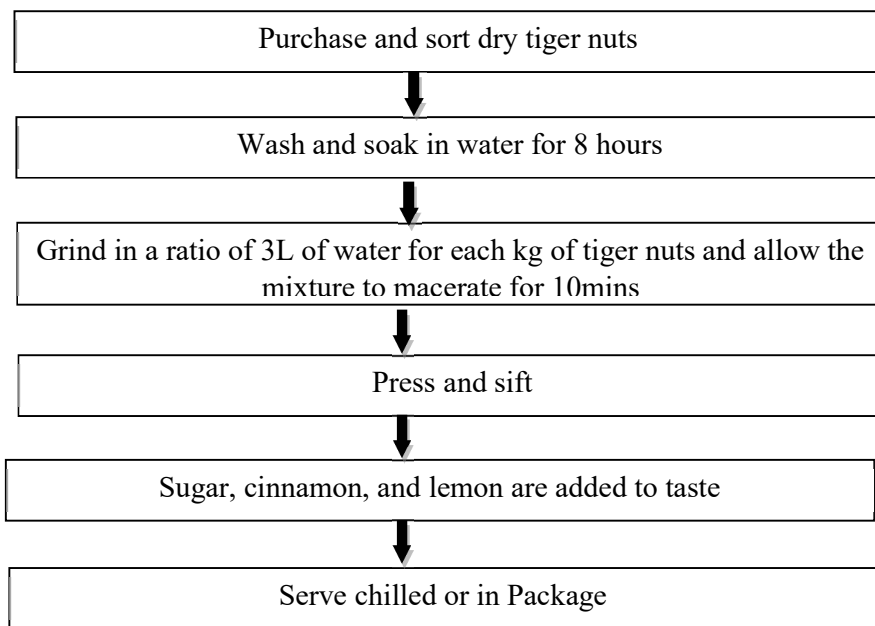 Purchase and sort dry tiger nuts
Wash and soak in water for 8 hours
Grind in a ratio of 3L of water for each kg of tiger nuts and allow the
mixture to macerate for 10mins
Press and sift
Sugar, cinnamon, and lemon are added to taste
Serve chilled or in Package